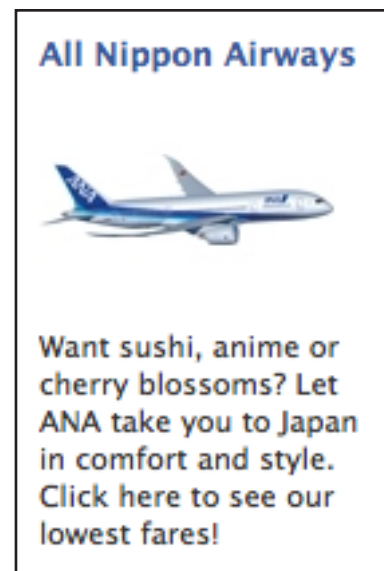 All Nippon Airways
ANA
ANA
Want sushi, anime or
cherry blossoms? Let
ANA take you to Japan
in comfort and style.
Click here to see our
lowest fares!